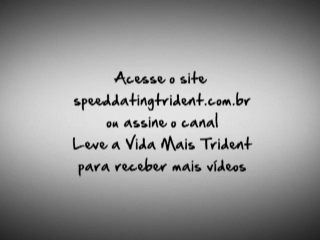 Acesse o site
speeddatingtrident.com.br
ou assine o canal
Leve a Vida Mais Trident
para receber mais vídeos